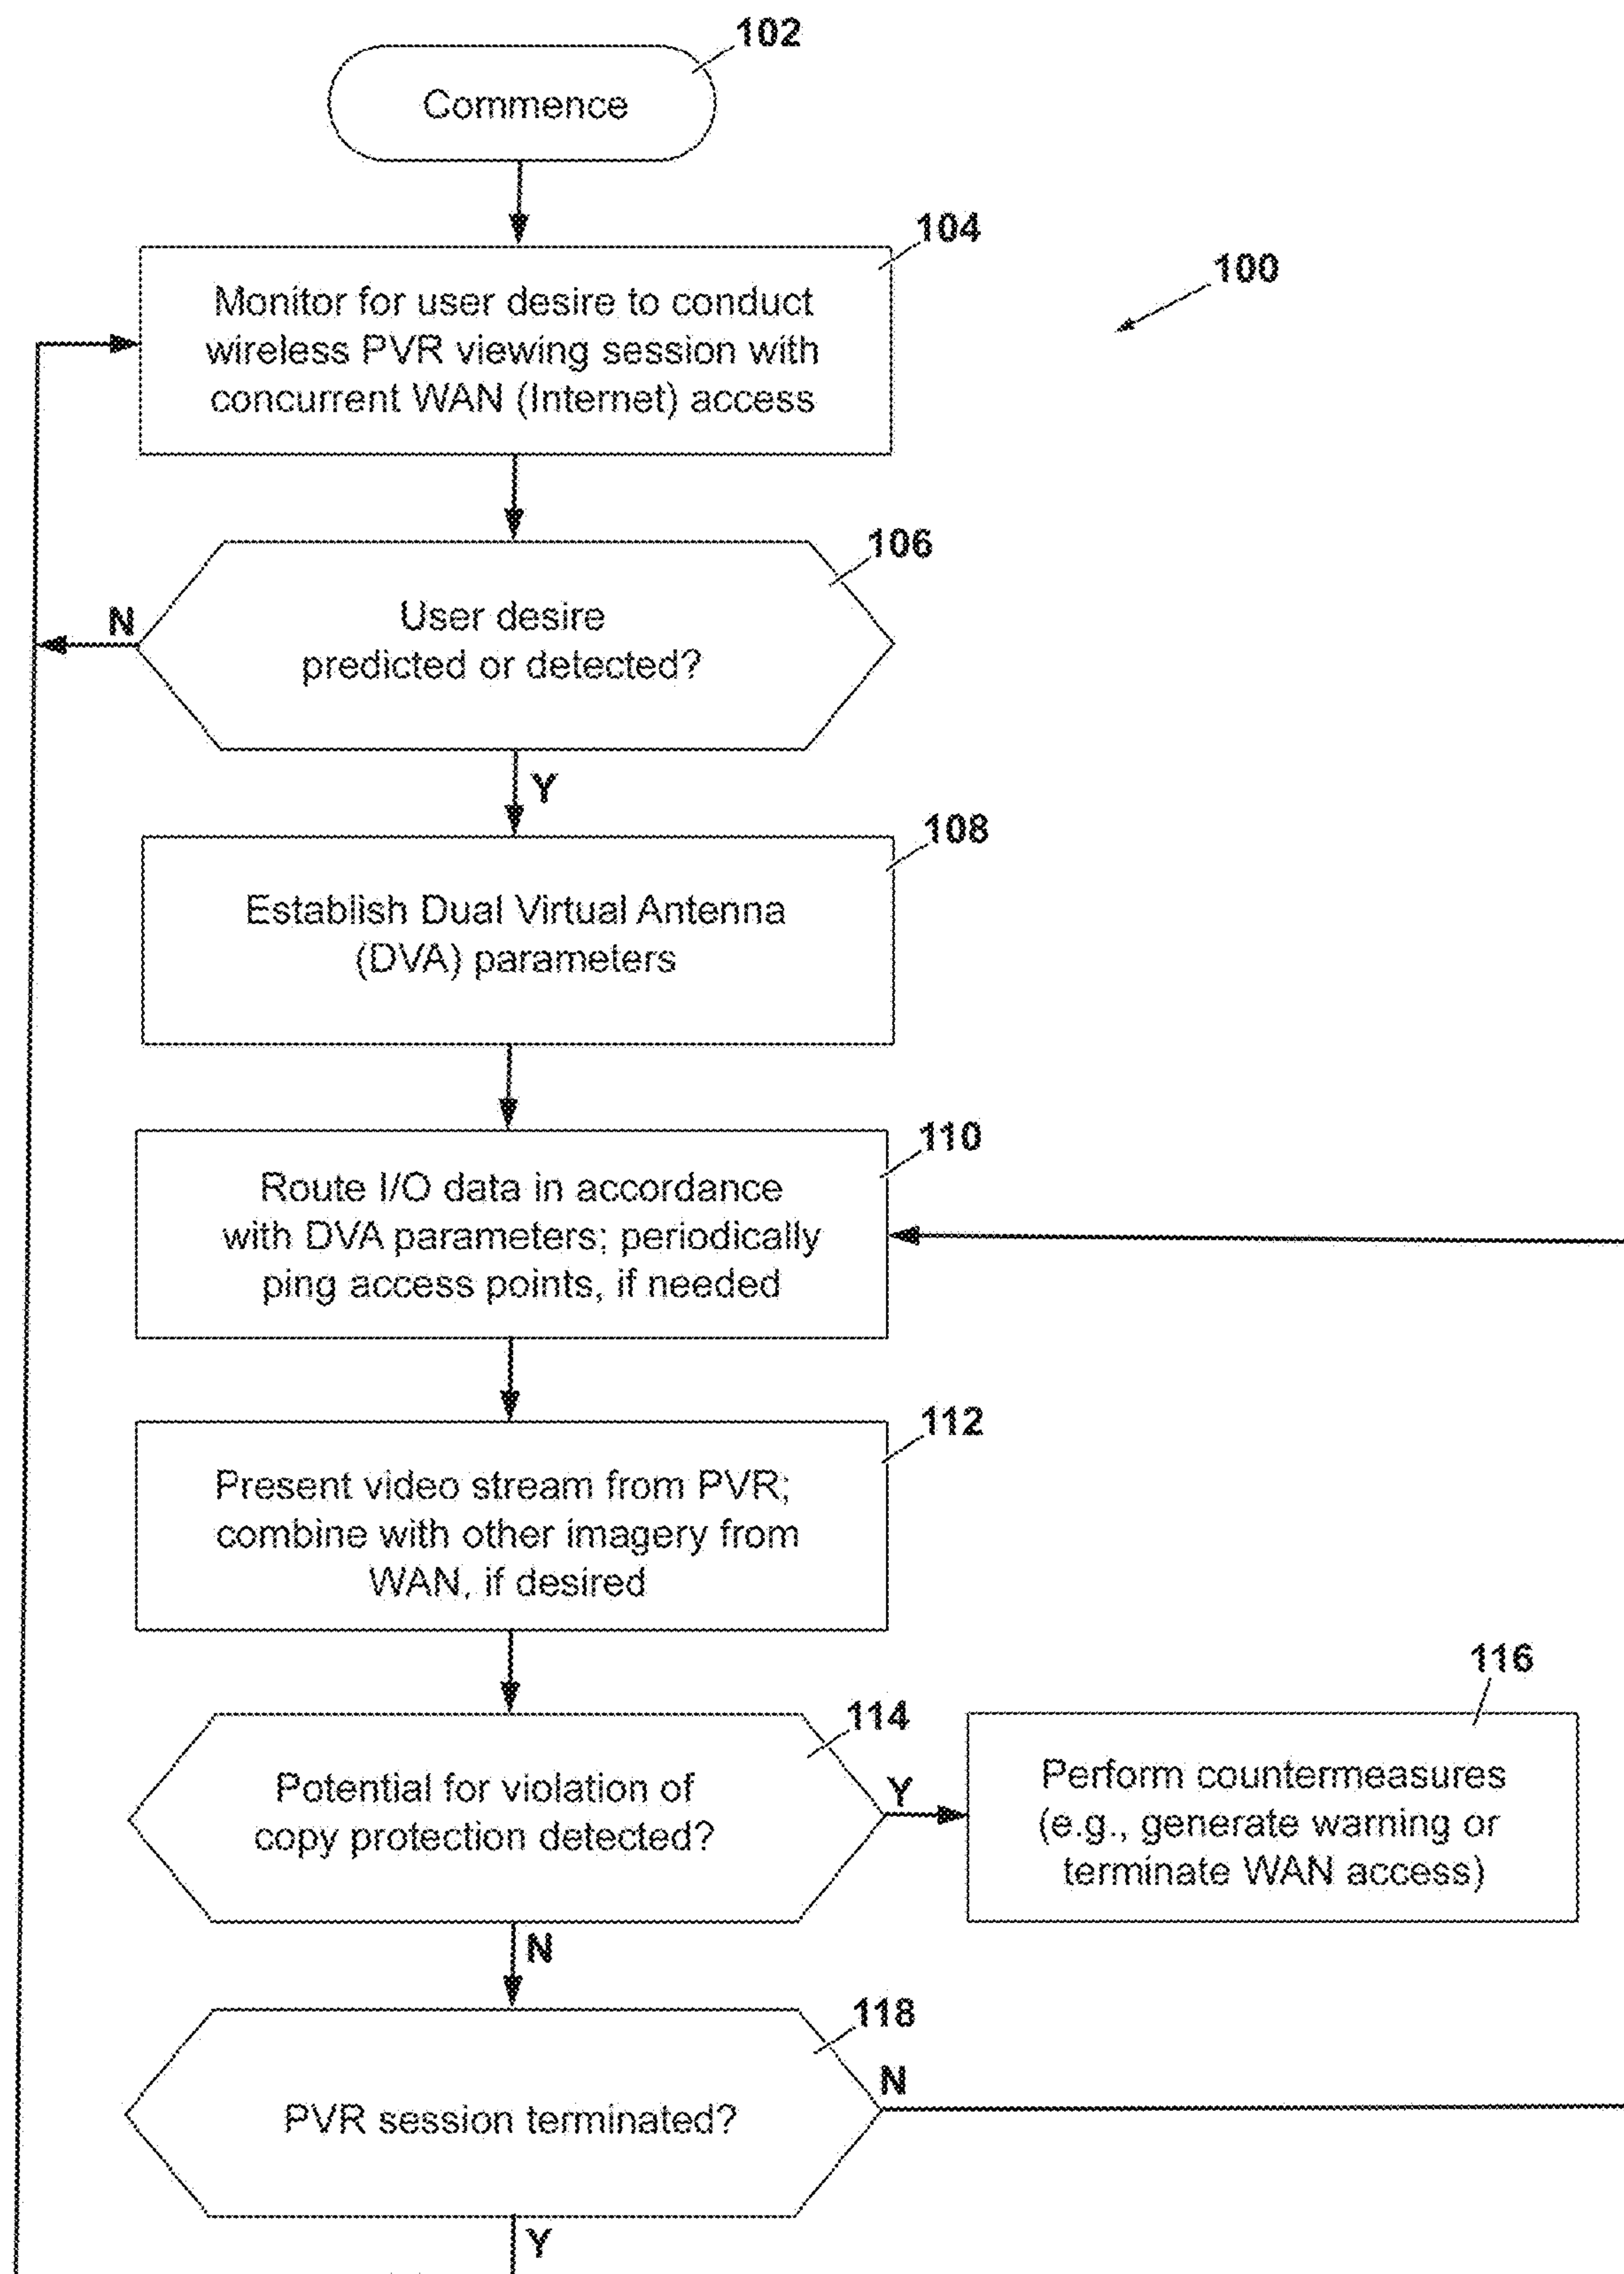 102
Commence
104
100
Monitor for user desire to conduct
wireless PVR viewing session with
concurrent WAN (Internet) access
106
N
User desire
predicted or detected?
Y
108
Establish Dual Virtual Antenna
(DVA) parameters
110
Route I/O data in accordance
with DVA parameters; periodically
ping access points, if needed
112
Present video stream from PVR;
combine with other imagery from
WAN, if desired
116
114
Potential for violation of
copy protection detected?
Y
Perform countermeasures
(e.g., generate warning or
terminate WAN access)
N
118
N
PVR session terminated?
Y